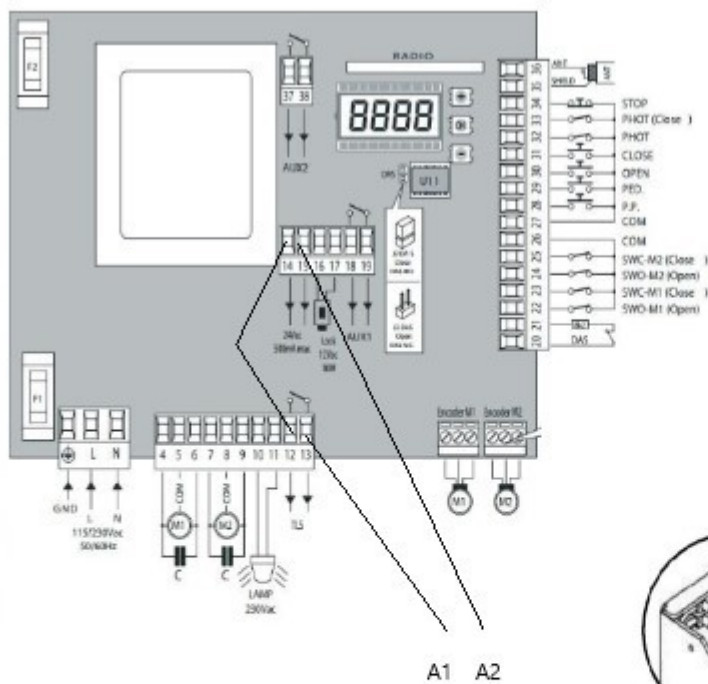 F2
RADIO
8888
37 38
AUX2
U11
36 ANT
35 SHIELD
ANT
34 STOP
33 PHOT (Close )
32 PHOT
31 CLOSE
30 OPEN
29 PED.
28 P.P.
27 COM
26 COM
25 SWC-M2 (Close )
24 SWO-M2 (Open)
23 SWC-M1 (Close )
22 SWO-M1 (Open)
21
20 DAS
14 15 16 17 18 19
24Vac
500mA max
Lock
12Vac
AUX1
F1
L N
GND
L N
115/230Vac
50/60Hz
4 5 6 7 8 9 10 11 12 13
COM COM
M1 M2
C C
LAMP
230Vac
TLS
Encoder M1 Encoder M2
M1 M2
A1 A2